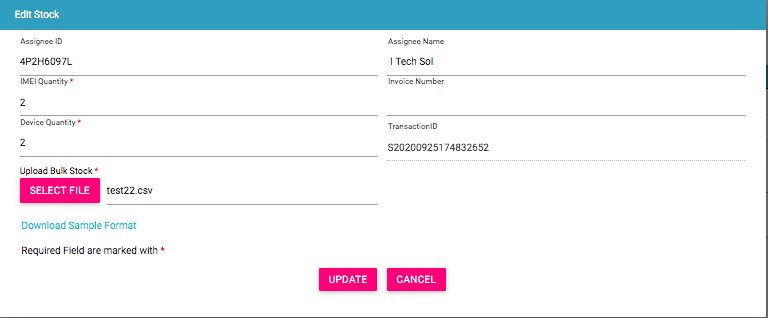 Edit Stock
Assignee ID
Assignee Name
4P2H6097L
I Tech Sol
IMEI Quantity *
Invoice Number
2
Device Quantity *
TransactionID
2
S20200925174832652
Upload Bulk Stock *
SELECT FILE
test22.csv
Download Sample Format
Required Field are marked with *
UPDATE
CANCEL